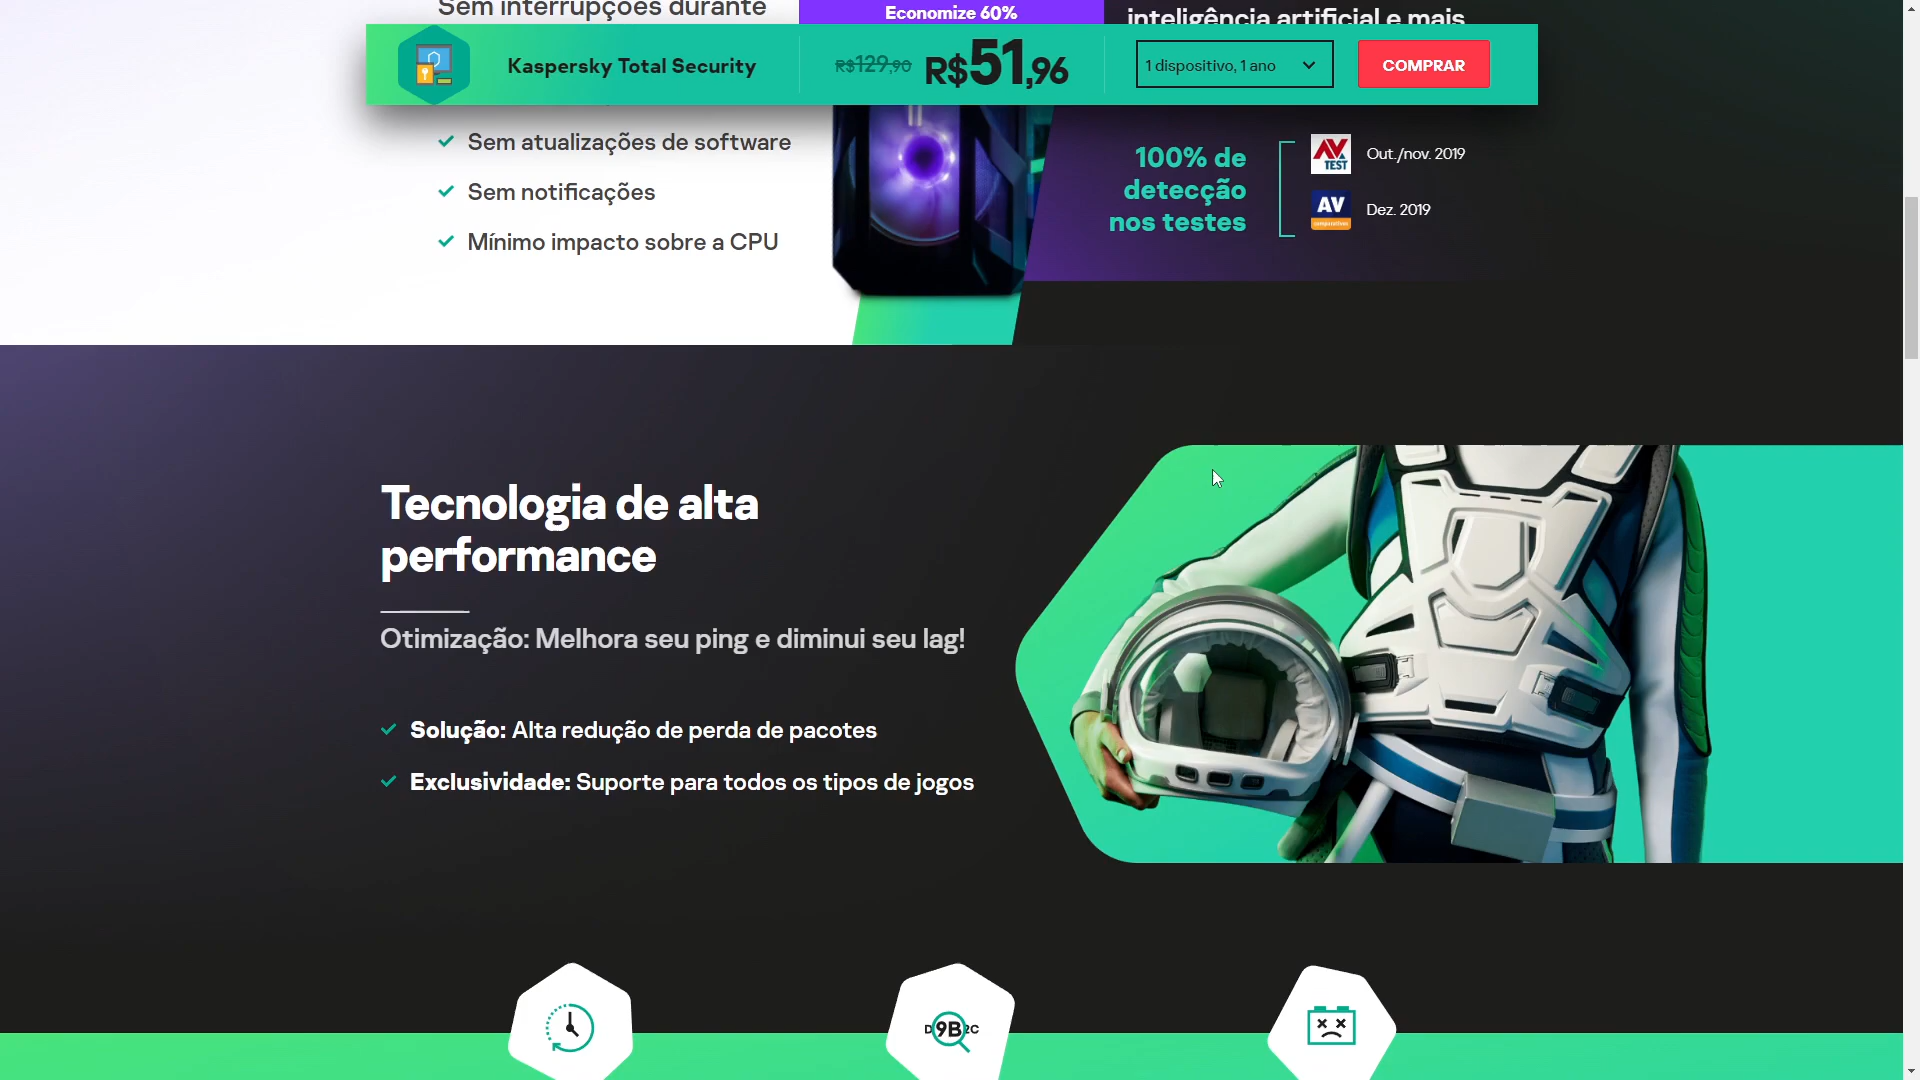 Sem interrupções durante
Economize 60%
inteligência artificial e mais
Kaspersky Total Security
R$129,90
R$51,96
1 dispositivo, 1 ano
COMPRAR
Sem atualizações de software
Sem notificações
Mínimo impacto sobre a CPU
100% de
detecção
nos testes
AV
TEST
Out./nov. 2019
AV
comparatives
Dez. 2019
Tecnologia de alta
performance
Otimização: Melhora seu ping e diminui seu lag!
Solução: Alta redução de perda de pacotes
Exclusividade: Suporte para todos os tipos de jogos
D9B2C